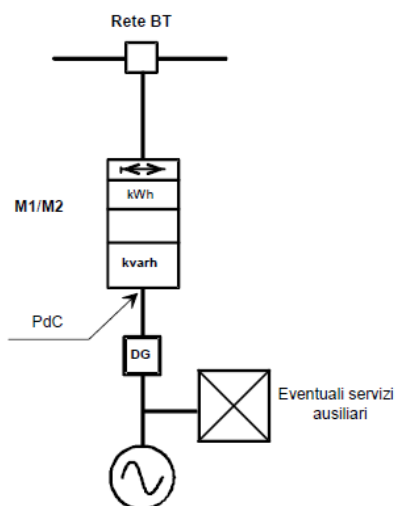 Rete BT
kWh
M1/M2
kvarh
PdC
DG
Eventuali servizi
ausiliari